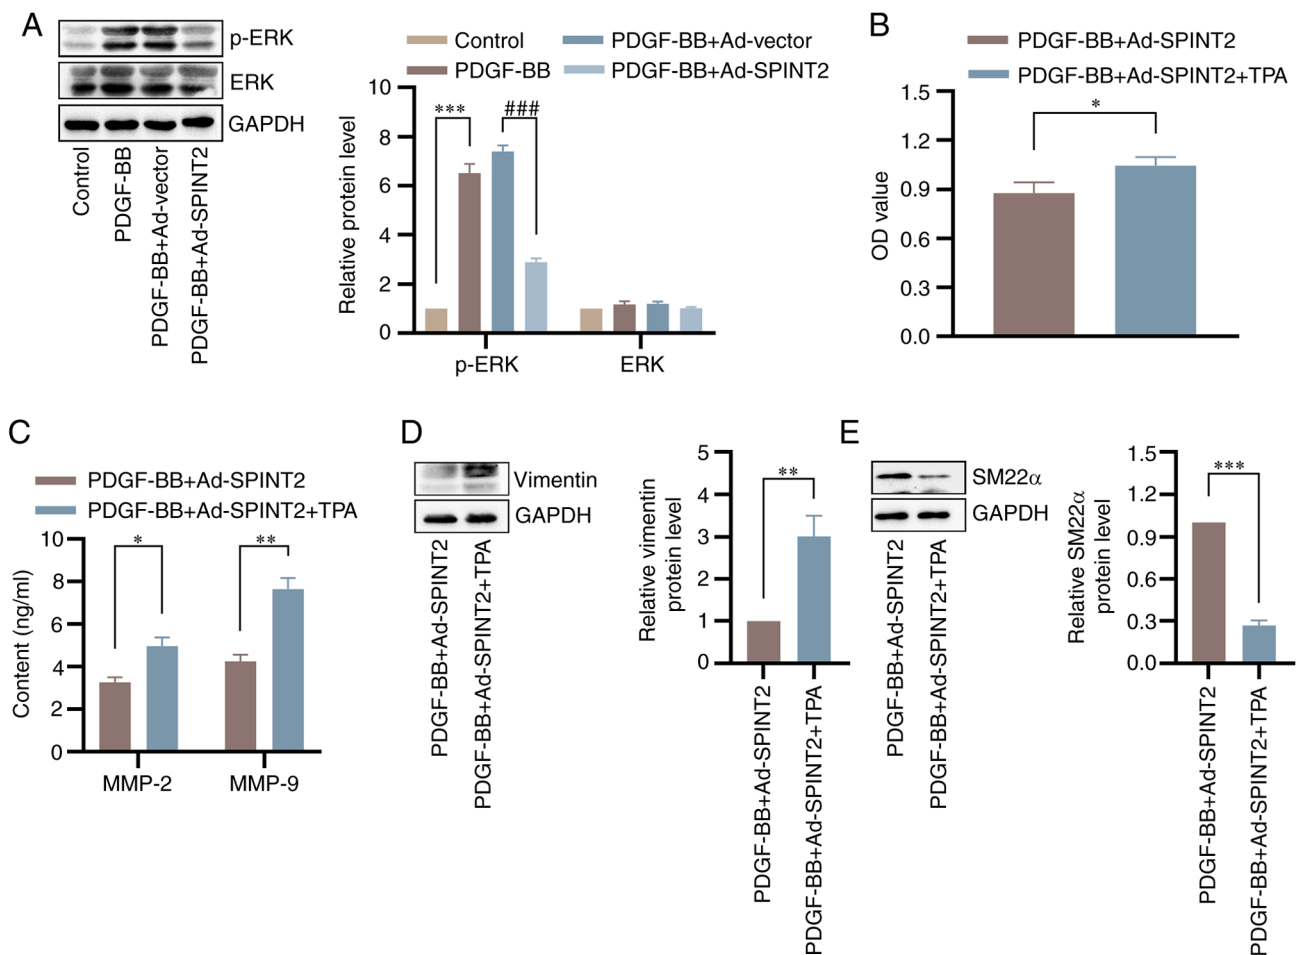 A
p-ERK
ERK
GAPDH
Control
PDGF-BB
PDGF-BB+Ad-vector
PDGF-BB+Ad-SPINT2
Control
PDGF-BB
PDGF-BB+Ad-vector
PDGF-BB+Ad-SPINT2
Relative protein level
10
8
6
4
2
0
***
###
p-ERK
ERK
B
PDGF-BB+Ad-SPINT2
PDGF-BB+Ad-SPINT2+TPA
OD value
1.5
1.2
0.9
0.6
0.3
0.0
*
C
PDGF-BB+Ad-SPINT2
PDGF-BB+Ad-SPINT2+TPA
Content (ng/ml)
10
8
6
4
2
0
*
**
MMP-2
MMP-9
D
Vimentin
GAPDH
PDGF-BB+Ad-SPINT2
PDGF-BB+Ad-SPINT2+TPA
Relative vimentin
protein level
5
4
3
2
1
0
**
PDGF-BB+Ad-SPINT2
PDGF-BB+Ad-SPINT2+TPA
E
SM22α
GAPDH
PDGF-BB+Ad-SPINT2
PDGF-BB+Ad-SPINT2+TPA
Relative SM22α
protein level
1.5
1.2
0.9
0.6
0.3
0.0
***
PDGF-BB+Ad-SPINT2
PDGF-BB+Ad-SPINT2+TPA